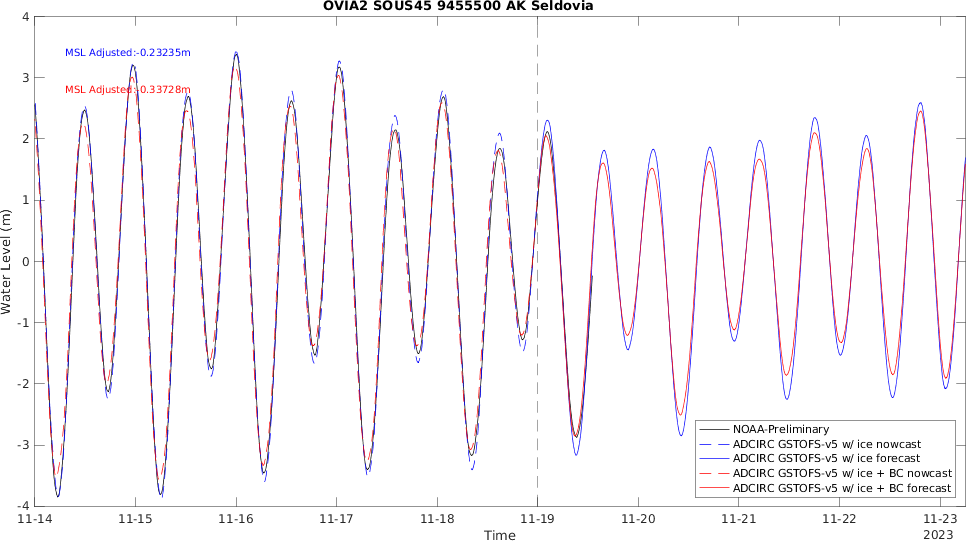 OVIA2 SOUS45 9455500 AK Seldovia
MSL Adjusted:-0.23235m
MSL Adjusted:-0.33728m
4
3
2
1
0
-1
-2
-3
-4
Water Level (m)
NOAA-Preliminary
ADCIRC GSTOFS-v5 w/ ice nowcast
ADCIRC GSTOFS-v5 w/ ice forecast
ADCIRC GSTOFS-v5 w/ ice + BC nowcast
ADCIRC GSTOFS-v5 w/ ice + BC forecast
11-14 11-15 11-16 11-17 11-18 11-19 11-20 11-21 11-22 11-23
2023
Time